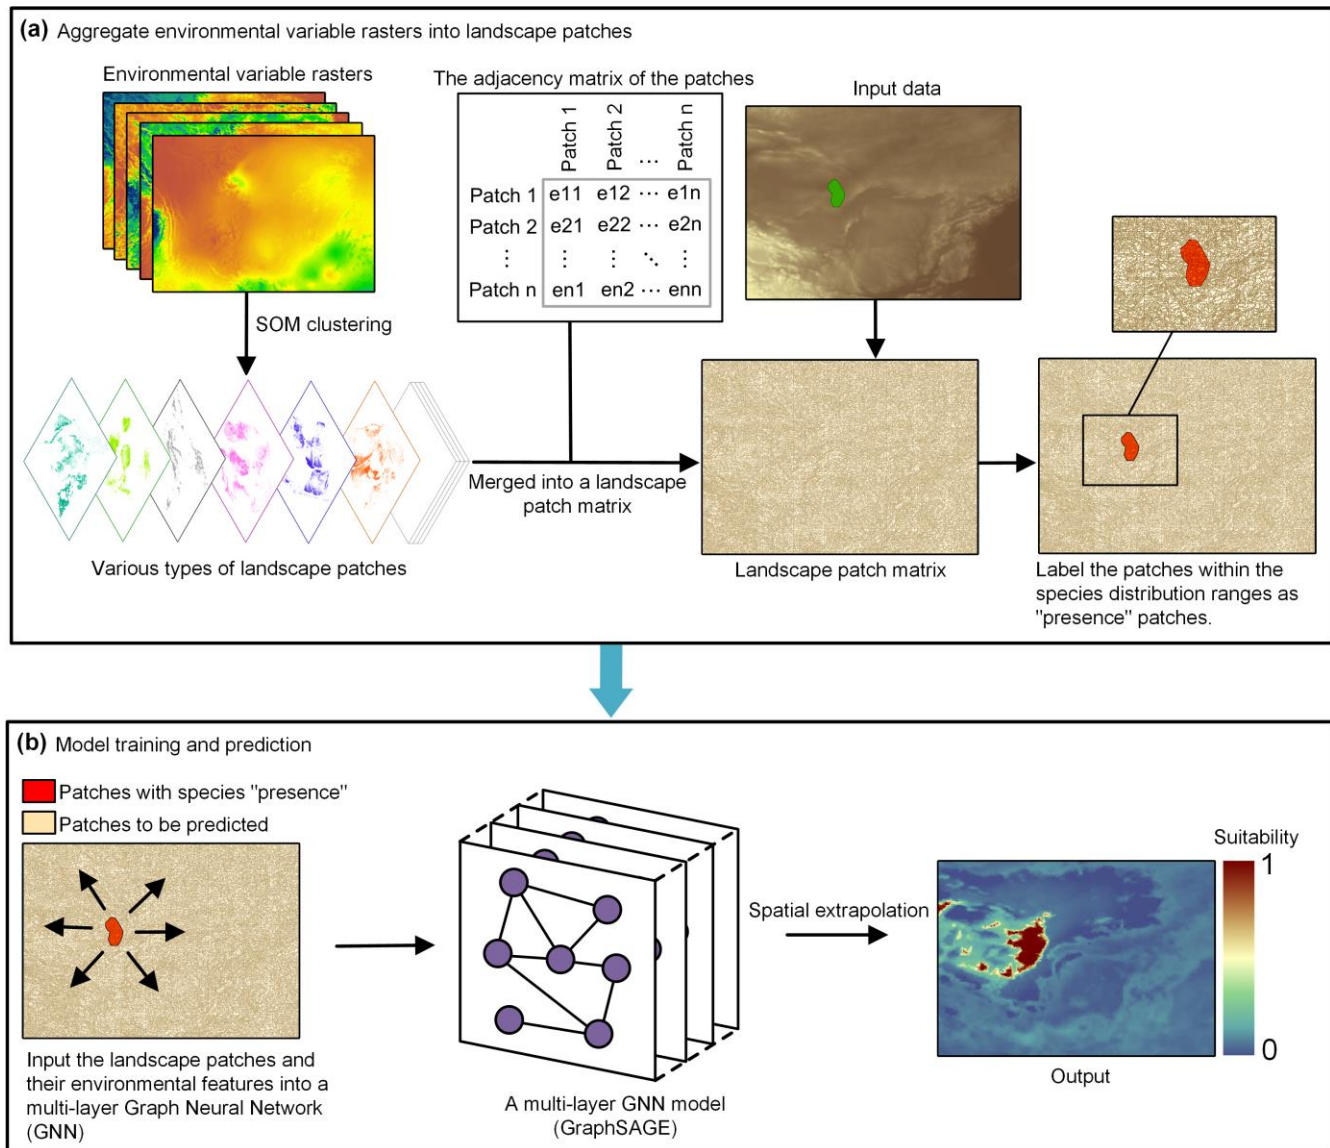 (a) Aggregate environmental variable rasters into landscape patches
Environmental variable rasters
SOM clustering
Various types of landscape patches
The adjacency matrix of the patches
Patch 1
Patch 2
...
Patch n
Patch 1 e11 e12 ··· e1n
Patch 2 e21 e22 ··· e2n
⋮ ⋮ ⋮ ⋱ ⋮
Patch n en1 en2 ··· enn
Merged into a landscape
patch matrix
Input data
Landscape patch matrix
Label the patches within the
species distribution ranges as
"presence" patches.
(b) Model training and prediction
Patches with species "presence"
Patches to be predicted
Input the landscape patches and
their environmental features into a
multi-layer Graph Neural Network
(GNN)
A multi-layer GNN model
(GraphSAGE)
Spatial extrapolation
Suitability
1
0
Output